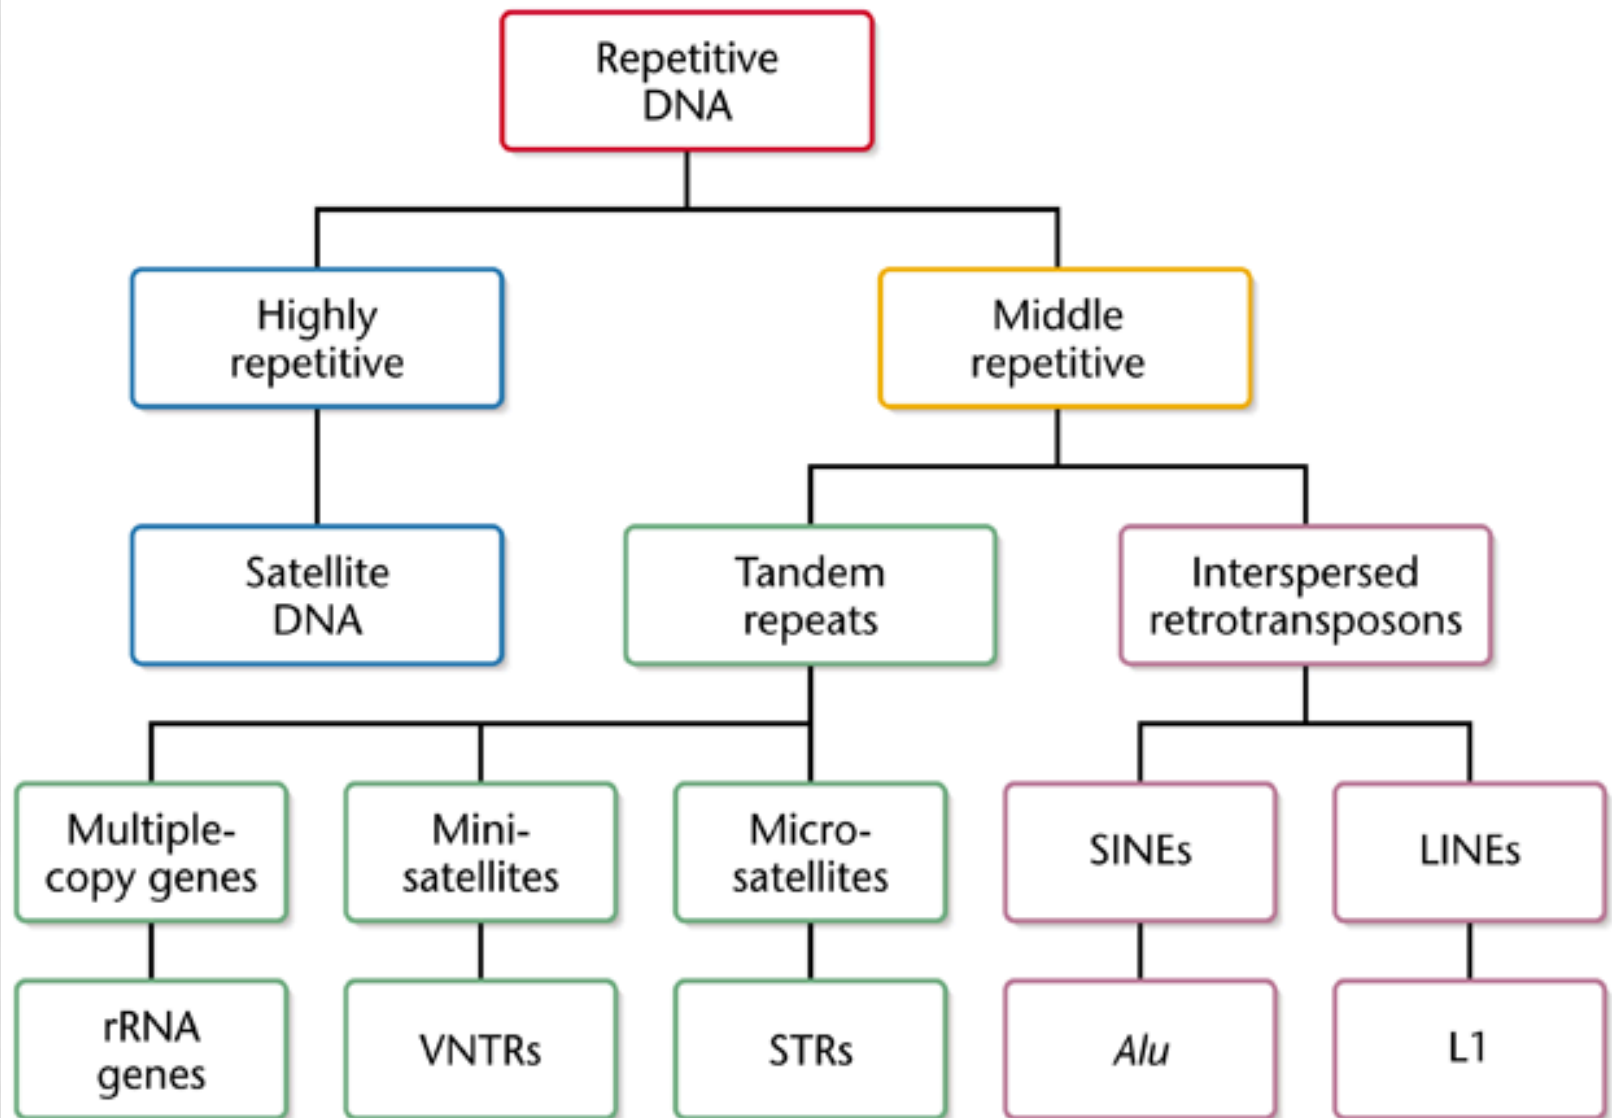 Repetitive
DNA
Highly
repetitive
Middle
repetitive
Satellite
DNA
Tandem
repeats
Interspersed
retrotransposons
Multiple-
copy genes
Mini-
satellites
Micro-
satellites
SINEs
LINEs
rRNA
genes
VNTRs
STRs
Alu
L1